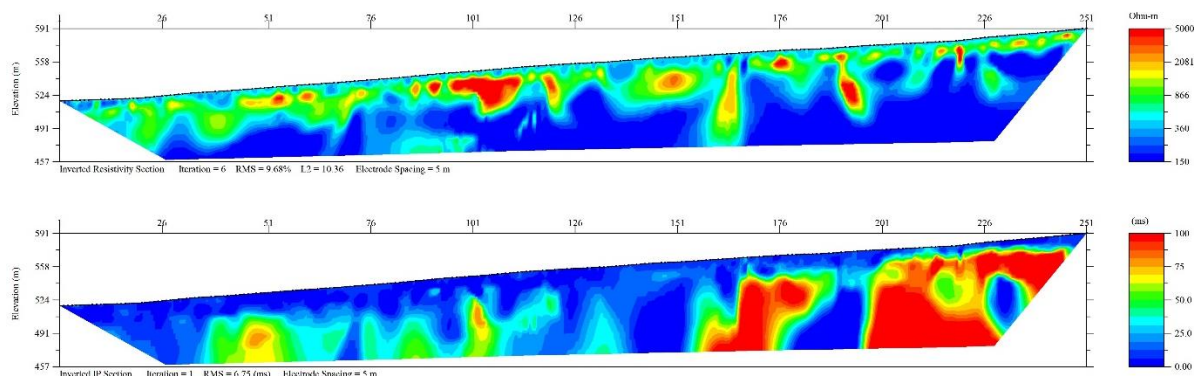 1 26 51 76 101 126 151 176 201 226 251 Ohm-m
591 5000
558 2081
Elevation (m)
524 866
491 360
457 150
Inverted Resistivity Section Iteration = 6 RMS = 9.68% L2 = 10.36 Electrode Spacing = 5 m
1 26 51 76 101 126 151 176 201 226 251 (ms)
591 100
558 75.0
Elevation (m)
524 50.0
491 25.0
457 0.00
Inverted IP Section Iteration = 1 RMS = 6.75 (ms) Electrode Spacing = 5 m